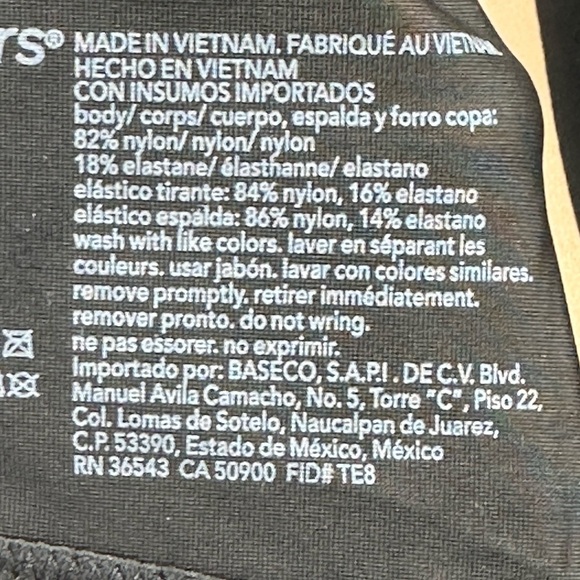 rs® MADE IN VIETNAM. FABRIQUÉ AU VIETNAM
HECHO EN VIETNAM
CON INSUMOS IMPORTADOS
body/ corps/ cuerpo, espalda y forro copa:
82% nylon/ nylon/ nylon
18% elastane/ élasthanne/ elastano
elástico tirante: 84% nylon, 16% elastano
elástico espalda: 86% nylon, 14% elastano
wash with like colors. laver en séparant les
couleurs. usar jabón. lavar con colores similares.
remove promptly. retirer immédiatement.
remover pronto. do not wring.
ne pas essorer. no exprimir.
Importado por: BASECO, S.A.P.I . DE C.V. Blvd.
Manuel Avila Camacho, No. 5, Torre "C", Piso 22,
Col. Lomas de Sotelo, Naucalpan de Juarez,
C.P. 53390, Estado de México, México
RN 36543 CA 50900 FID# TE8